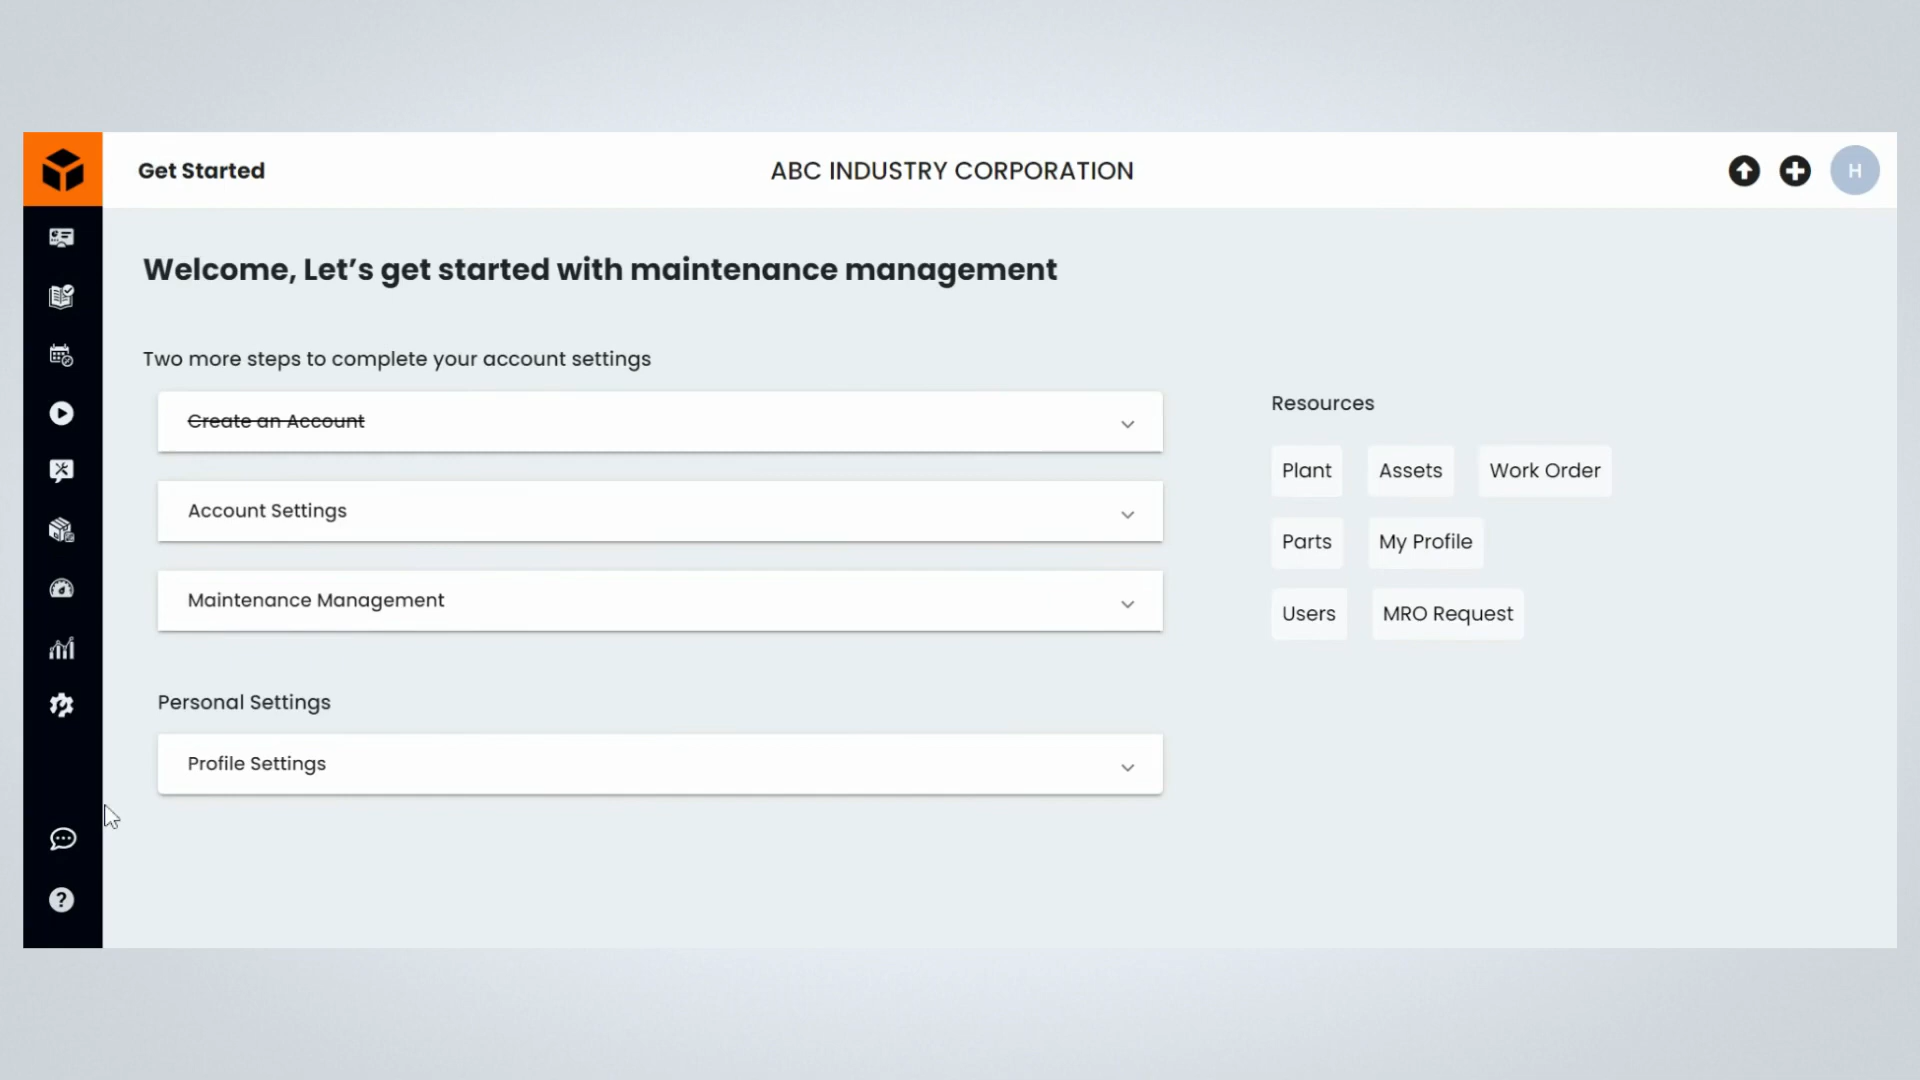 Get Started
ABC INDUSTRY CORPORATION
H
Welcome, Let's get started with maintenance management
Two more steps to complete your account settings
Create an Account
Account Settings
Maintenance Management
Personal Settings
Profile Settings
Resources
Plant Assets Work Order
Parts My Profile
Users MRO Request